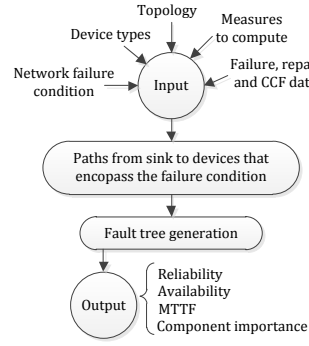 Topology
Device types
Measures
to compute
Network failure
condition
Failure, repa
and CCF dat
Input
Paths from sink to devices that
encopass the failure condition
Fault tree generation
Output
Reliability
Availability
MTTF
Component importance